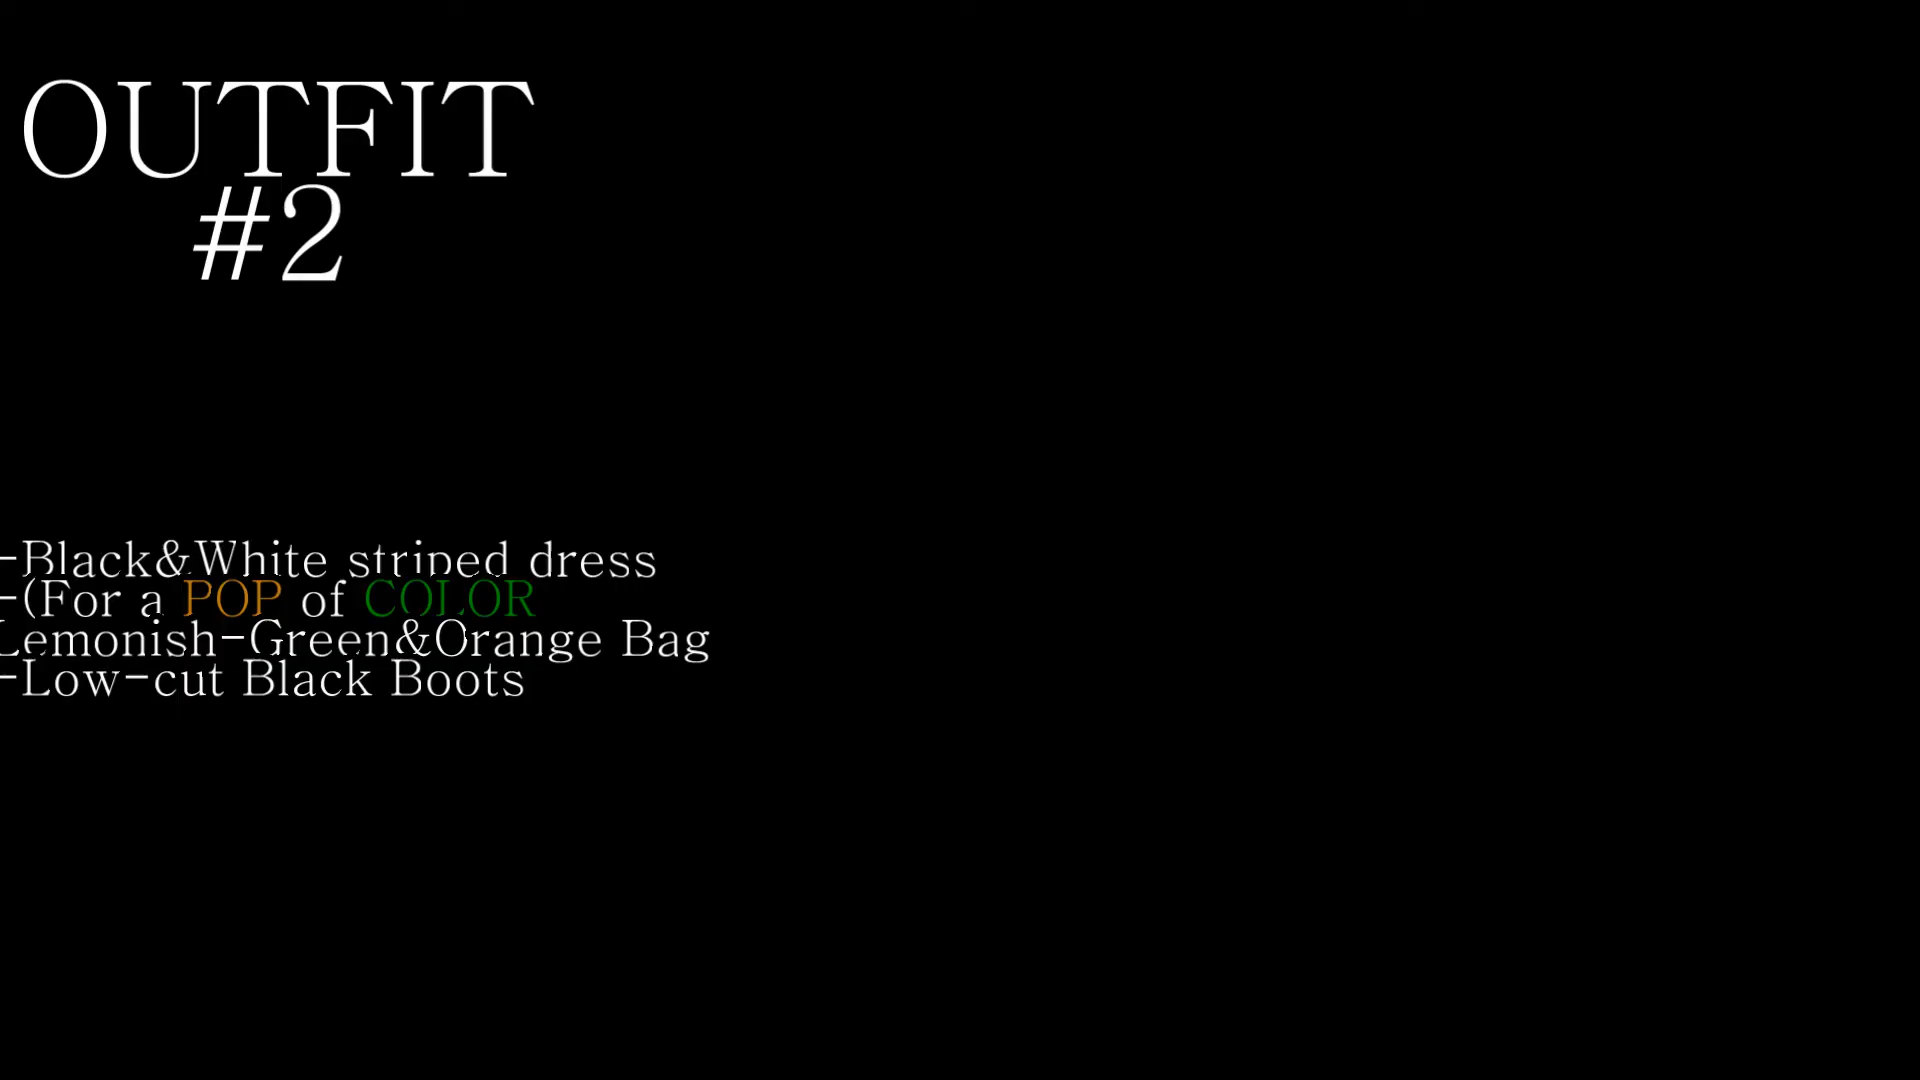 OUTFIT
#2
-Black&White striped dress
-(For a POP of COLOR
Lemonish-Green&Orange Bag
-Low-cut Black Boots